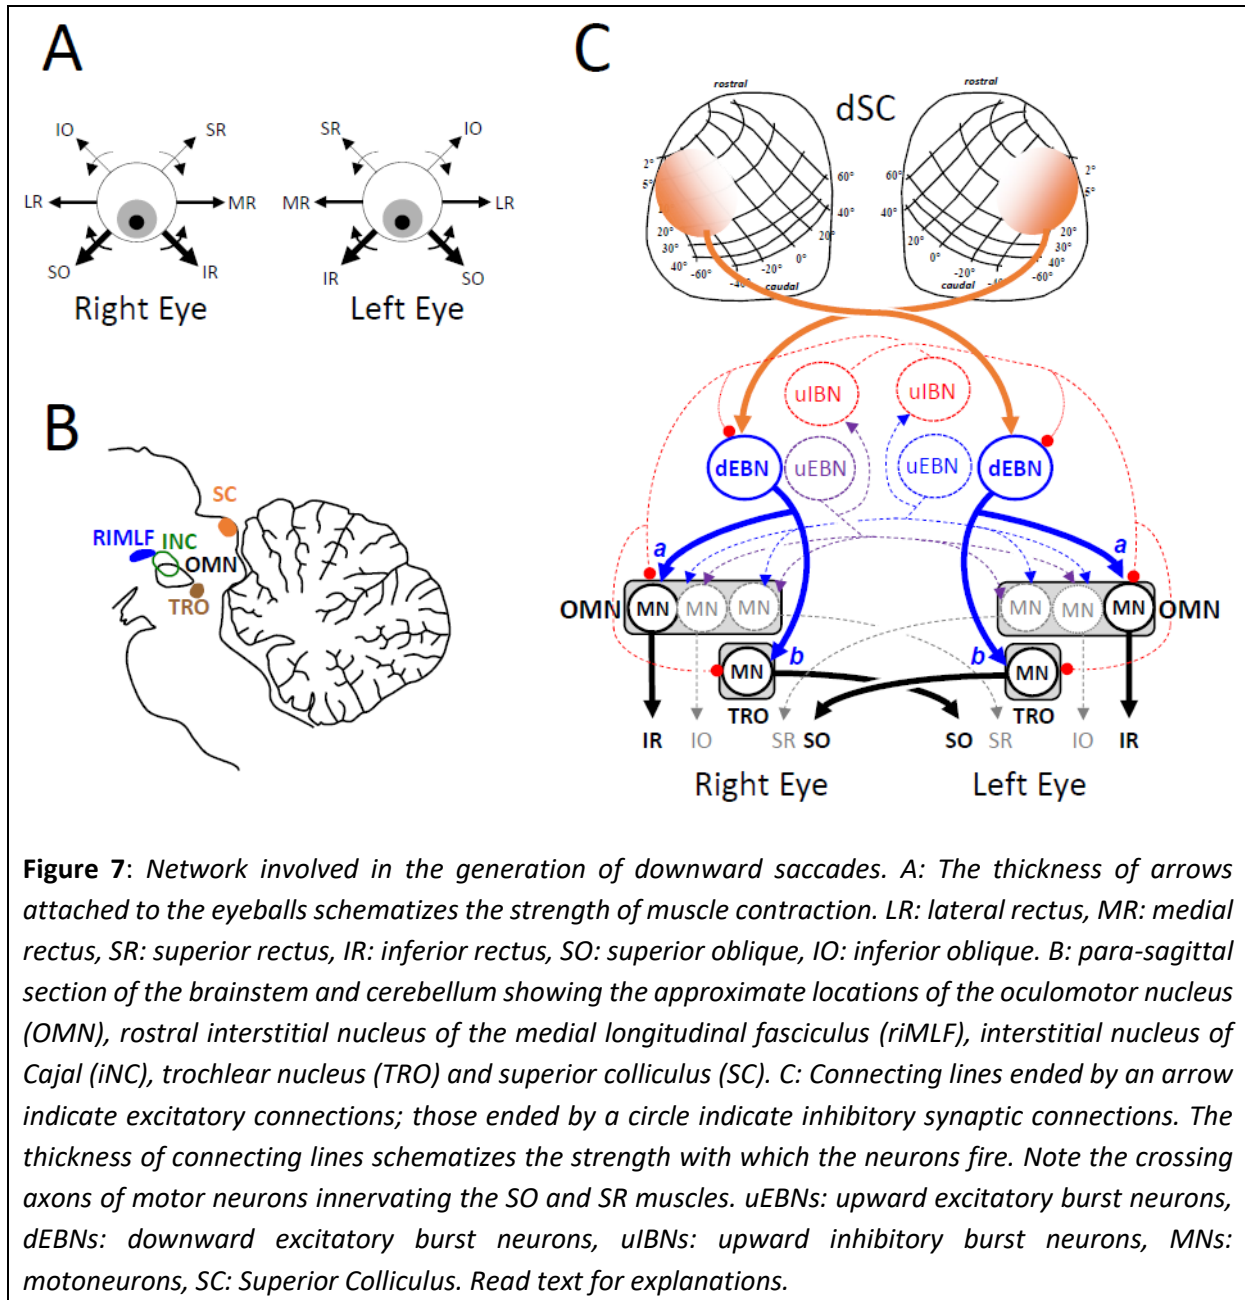 A
IO
SR
SR
IO
LR
MR
MR
LR
SO
IR
IR
SO
Right Eye
Left Eye
B
SC
RIMLF
INC
OMN
TRO
C
dSC
rostral
rostral
2°
5°
20°
30°
40°
-60°
-40°
-20°
0°
20°
40°
60°
caudal
2°
5°
20°
30°
40°
-60°
-40°
-20°
0°
20°
40°
60°
caudal
uIBN
uIBN
dEBN
uEBN
uEBN
dEBN
a
a
OMN
MN
MN
MN
MN
MN
MN
OMN
b
b
MN
MN
TRO
TRO
IR
IO
SR
SO
SO
SR
IO
IR
Right Eye
Left Eye
Figure 7: Network involved in the generation of downward saccades. A: The thickness of arrows
attached to the eyeballs schematizes the strength of muscle contraction. LR: lateral rectus, MR: medial
rectus, SR: superior rectus, IR: inferior rectus, SO: superior oblique, IO: inferior oblique. B: para-sagittal
section of the brainstem and cerebellum showing the approximate locations of the oculomotor nucleus
(OMN), rostral interstitial nucleus of the medial longitudinal fasciculus (riMLF), interstitial nucleus of
Cajal (iNC), trochlear nucleus (TRO) and superior colliculus (SC). C: Connecting lines ended by an arrow
indicate excitatory connections; those ended by a circle indicate inhibitory synaptic connections. The
thickness of connecting lines schematizes the strength with which the neurons fire. Note the crossing
axons of motor neurons innervating the SO and SR muscles. uEBNs: upward excitatory burst neurons,
dEBNs: downward excitatory burst neurons, uIBNs: upward inhibitory burst neurons, MNs:
motoneurons, SC: Superior Colliculus. Read text for explanations.